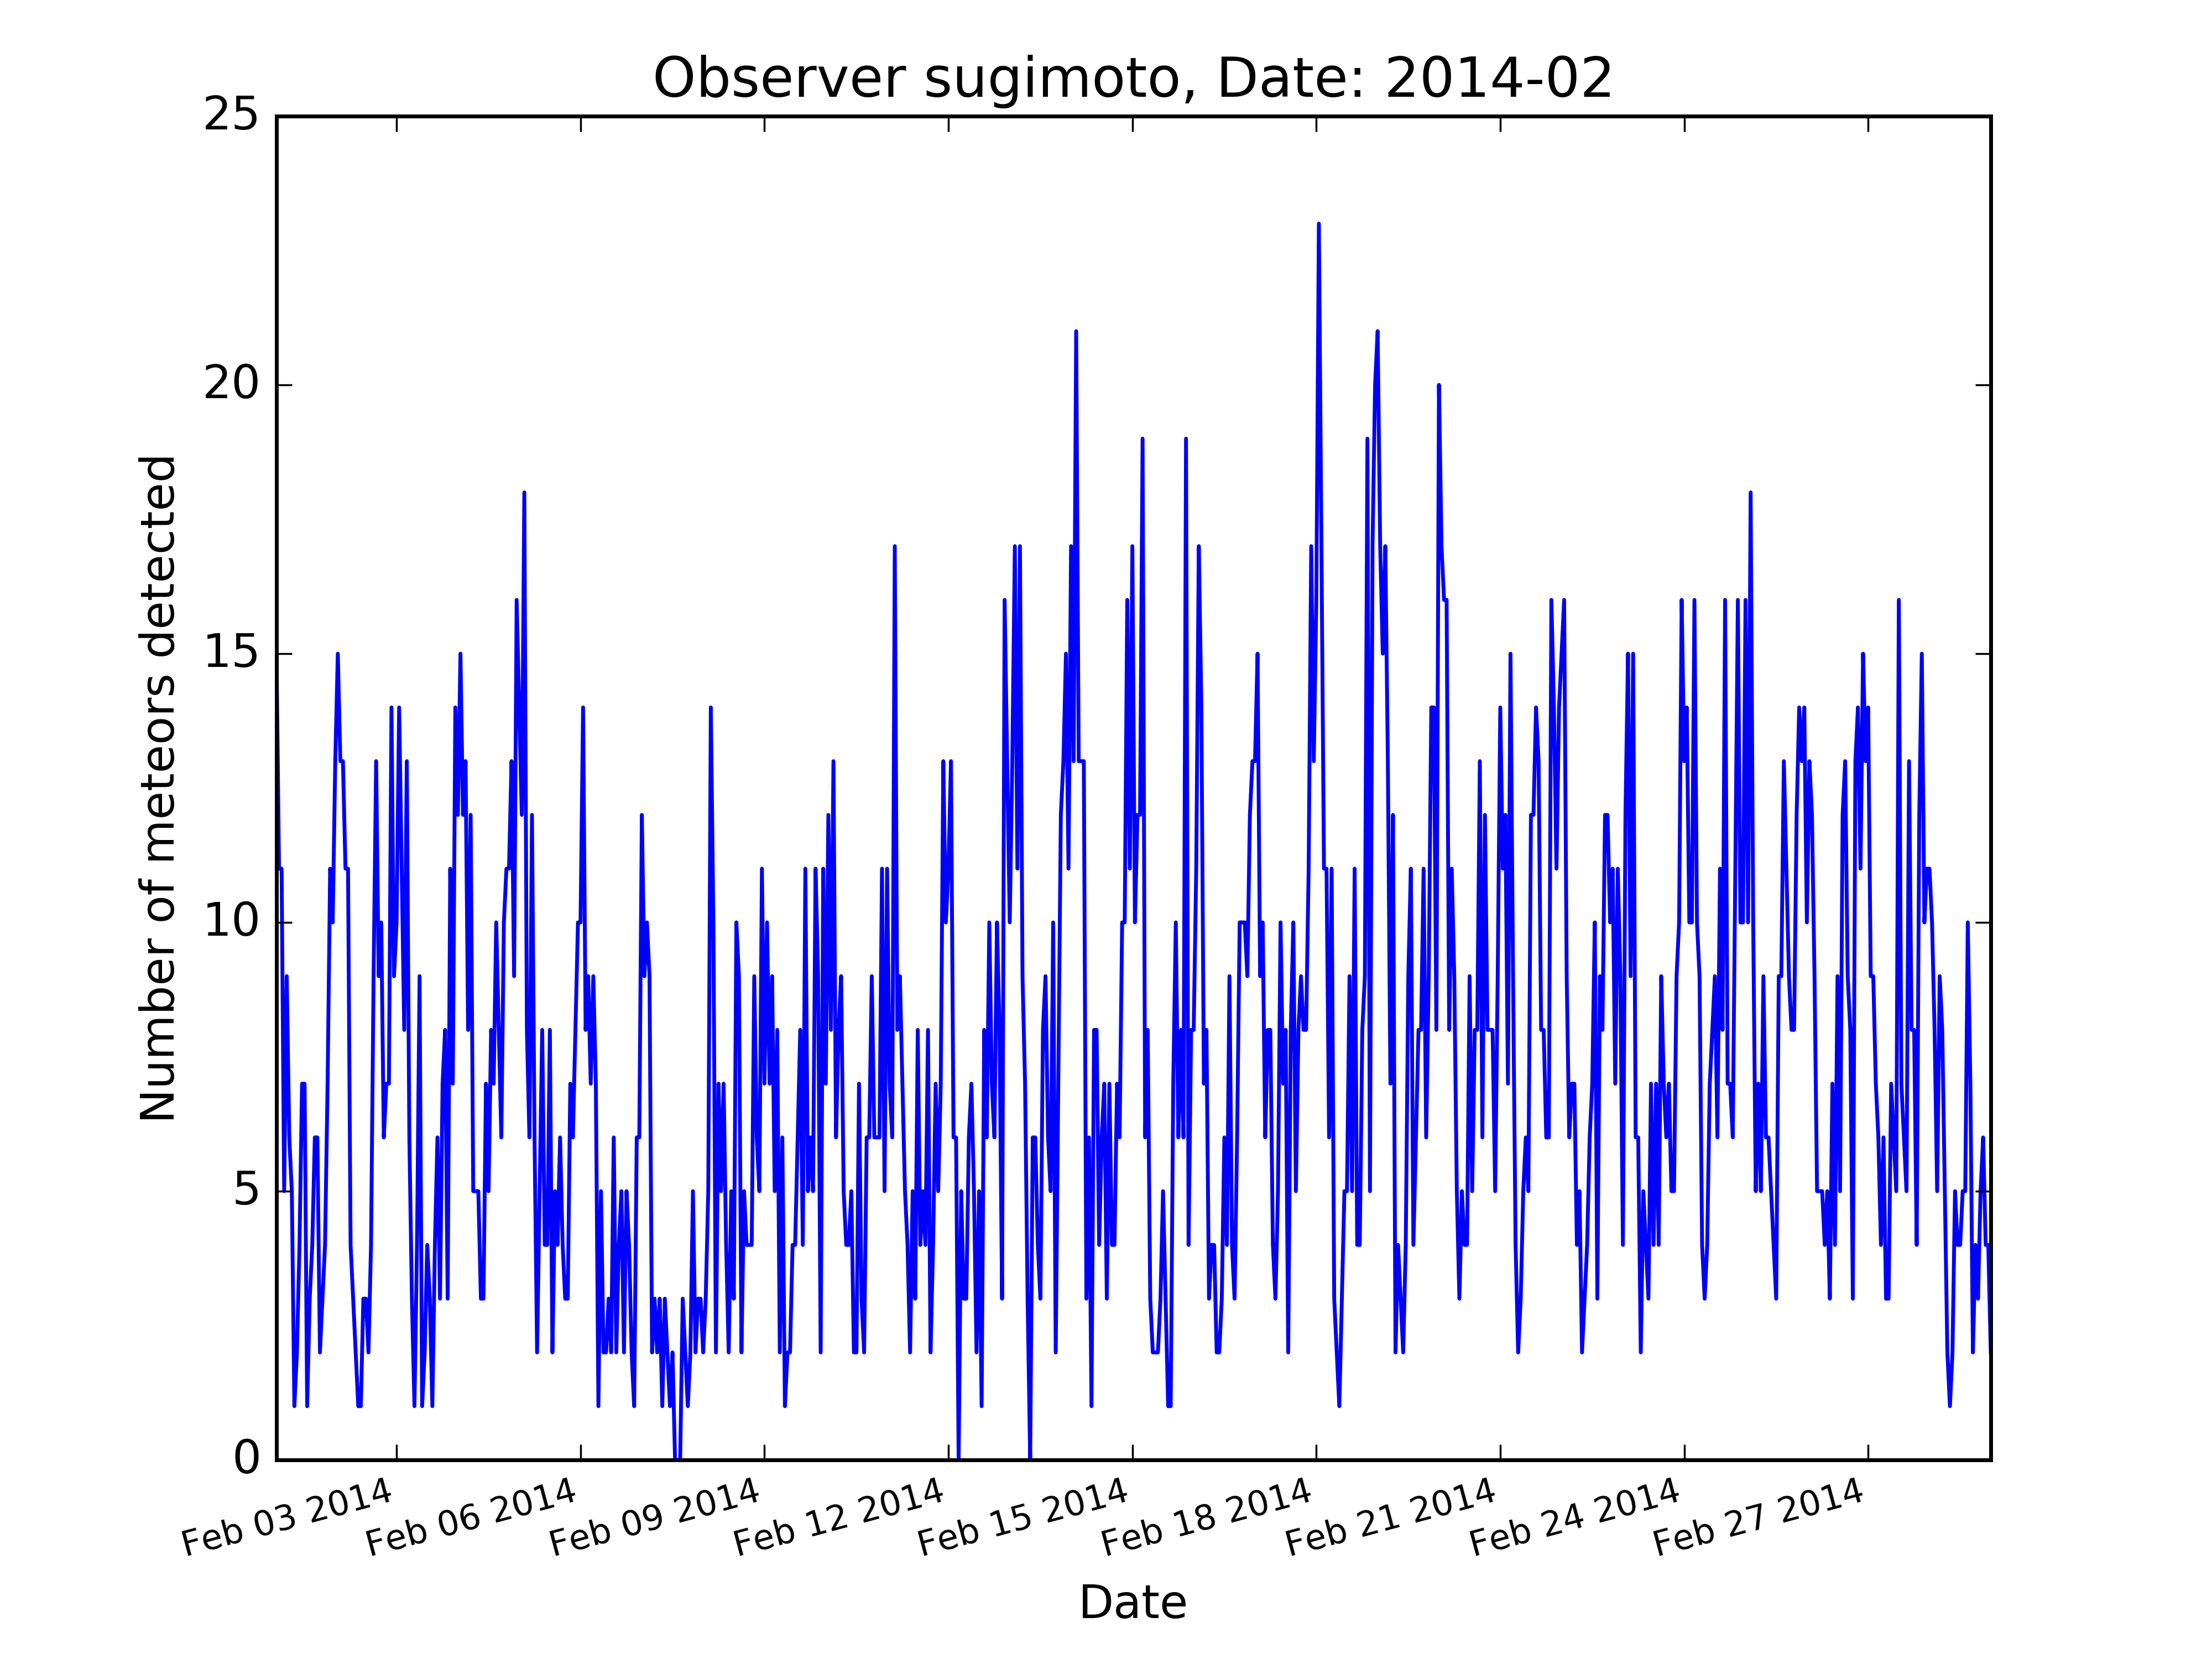 Observer sugimoto, Date: 2014-02
Number of meteors detected
25
20
15
10
5
0
Feb 03 2014
Feb 06 2014
Feb 09 2014
Feb 12 2014
Feb 15 2014
Feb 18 2014
Feb 21 2014
Feb 24 2014
Feb 27 2014
Date